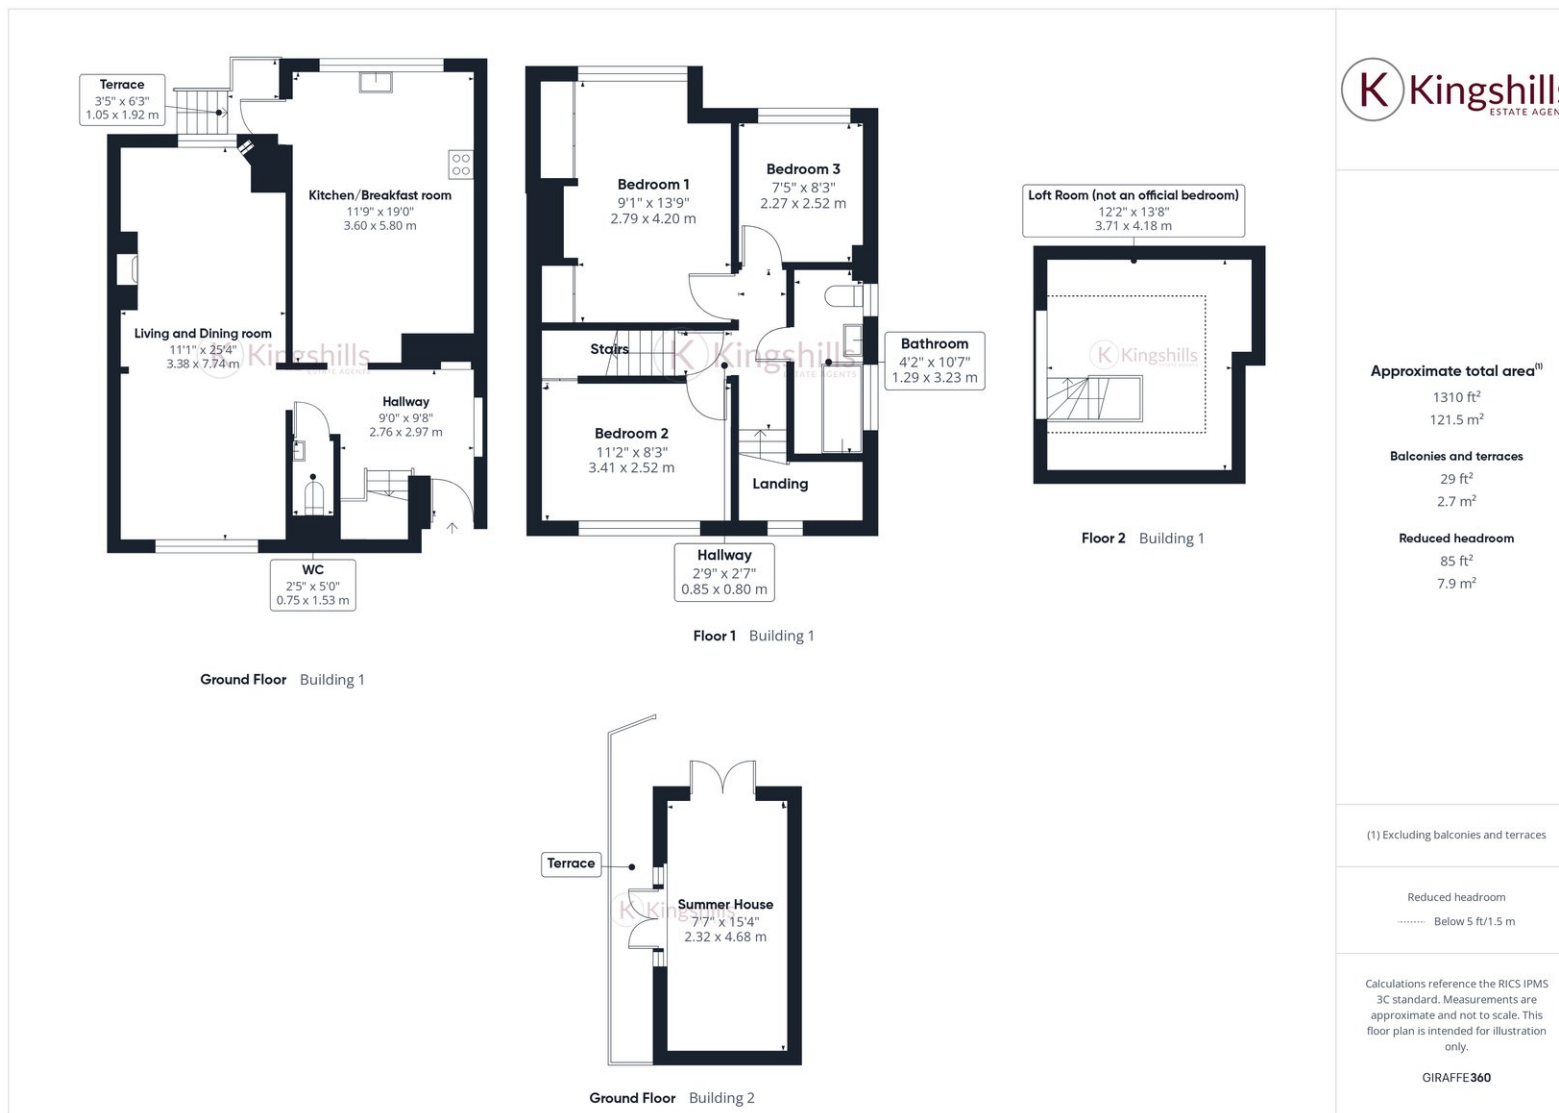 Terrace
3'5" x 6'3"
1.05 x 1.92 m
Kitchen/Breakfast room
11'9" x 19'0"
3.60 x 5.80 m
Living and Dining room
11'1" x 25'4"
3.38 x 7.74 m
Kingshills
ESTATE AGENTS
Hallway
9'0" x 9'8"
2.76 x 2.97 m
WC
2'5" x 5'0"
0.75 x 1.53 m
Ground Floor Building 1
Bedroom 1
9'1" x 13'9"
2.79 x 4.20 m
Bedroom 3
7'5" x 8'3"
2.27 x 2.52 m
Stairs
K Kingshills
ESTATE AGENTS
Bathroom
4'2" x 10'7"
1.29 x 3.23 m
Bedroom 2
11'2" x 8'3"
3.41 x 2.52 m
Landing
Hallway
2'9" x 2'7"
0.85 x 0.80 m
Floor 1 Building 1
Loft Room (not an official bedroom)
12'2" x 13'8"
3.71 x 4.18 m
K Kingshills
Floor 2 Building 1
Terrace
K Kingshills
Summer House
7'7" x 15'4"
2.32 x 4.68 m
Ground Floor Building 2
K Kingshills
ESTATE AGEN
Approximate total area(1)
1310 ft²
121.5 m²
Balconies and terraces
29 ft²
2.7 m²
Reduced headroom
85 ft²
7.9 m²
(1) Excluding balconies and terraces
Reduced headroom
Below 5 ft/1.5 m
Calculations reference the RICS IPMS
3C standard. Measurements are
approximate and not to scale. This
floor plan is intended for illustration
only.
GIRAFFE360